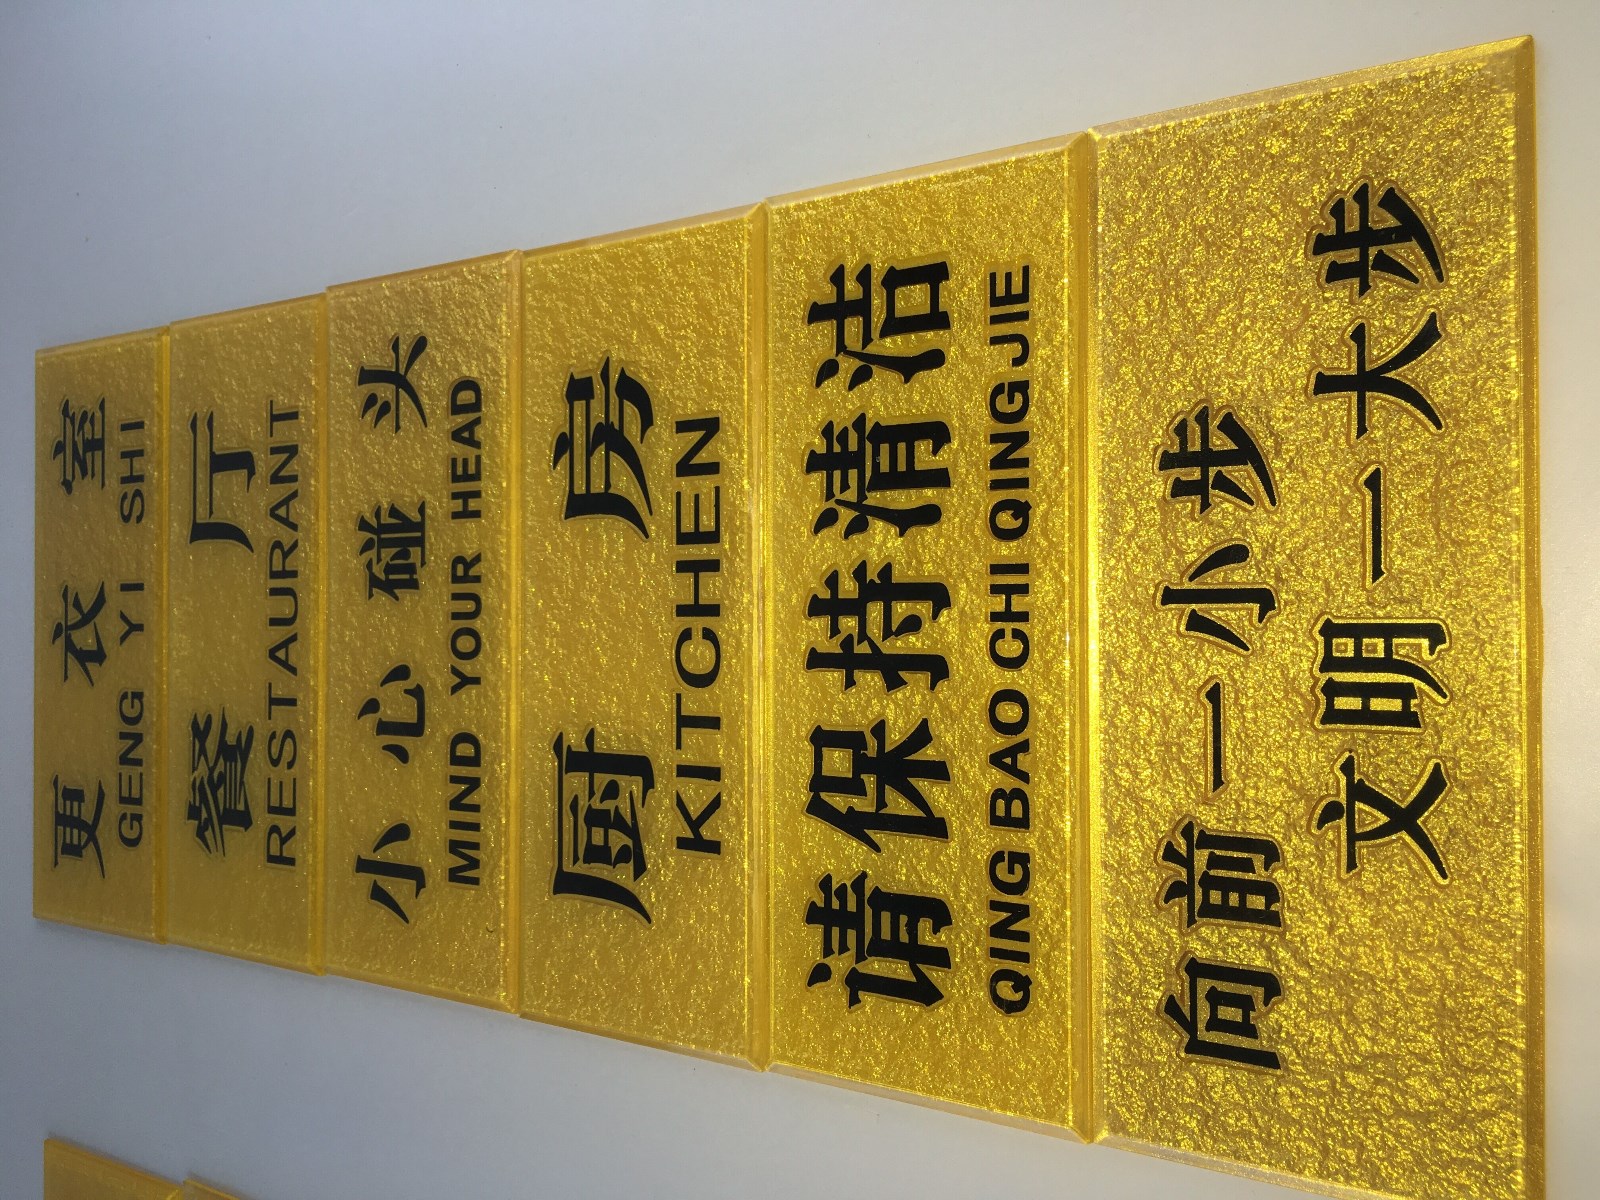 更衣室
GENG YI SHI
餐厅
RESTAURANT
小心碰头
MIND YOUR HEAD
厨房
KITCHEN
请保持清洁
QING BAO CHI QING JIE
向前一小步
文明一大步